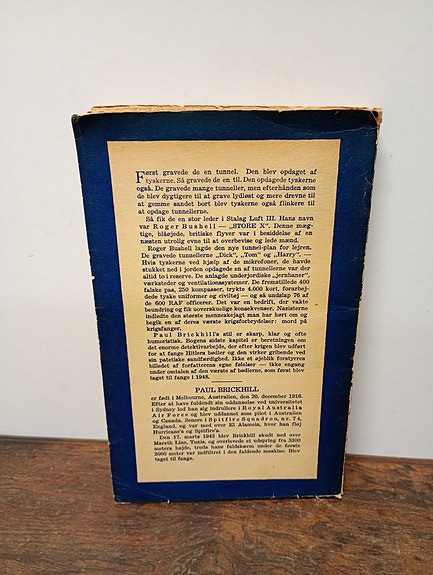 Først gravede de en tunnel. Den blev opdaget af
tyskerne. Så gravede de en til. Den opdagede tyskerne
også. De gravede mange tunneller, men efterhånden som
de blev dygtigere til at grave lydløst og mere drevne til
at gemme sandet bort blev tyskerne også flinkere til
at opdage tunnellerne.
Så fik de en stor leder i Stalag Luft III. Hans navn
var Roger Bushell — „STORE X". Denne mæg-
tige, blåøjede, britiske flyver var i besiddelse af en
næsten utrolig evne til at overbevise og lede mænd.
Roger Bushell lagde den nye tunnel-plan for lejren.
De gravede tunnellerne „Dick", „Tom" og „Harry", —
Hvis tyskerne ved hjælp af de mikrofoner, de havde
stukket ned i jorden opdagede en af tunnellerne var der
altid to i reserve. De anlagde underjordiske „jernbaner",
værksteder og ventilationssystemer. De fremstillede 400
falske pas, 250 kompasser, trykte 4.000 kort, forarbej-
dede tyske uniformer og civiltøj — og så undslap 76 af
de 600 RAF officerer. Det var en bedrift, der vakte
beundring og fik uoverskuelige konsekvenser. Nazisterne
indledte den største menneskejagt man har hørt om og
begik en af deres værste krigsforbrydelser: mord på
krigsfanger.
Paul Brickhill's stil er skarp, klar og ofte
humoristisk. Bogens sidste kapitel er beretningen om
det enorme detektivarbejde, der efter krigen blev udført
for at fange Hitlers bødler og den virker gribende ved
sin patetiske sandfærdighed. Ikke et øjeblik forstyrres
billedet af forfatterens egne følelser — ikke engang
under omtalen af den værste af bødlerne, som først blev
taget til fange i 1948.
PAUL BRICKHILL
er født i Melbourne, Australien, den 20. december 1916.
Efter at have fuldendt sin uddannelse ved universitetet
i Sydney lod han sig indrullere i Royal Australia
Air Force og blev uddannet som pilot i Australien
og Canada. Senere i Spitfire Squadron, nr. 74,
England, og var med over El Alamein, hvor han fløj
Hurricane's og Spitfire's.
Den 17. marts 1943 blev Brickhill skudt ned over
Mareth Line, Tunis, og overlevede et udspring fra 3300
meters højde, trods hans faldskærm under de første
3000 meter var indfiltret i den faldende maskine. Blev
taget til fange.